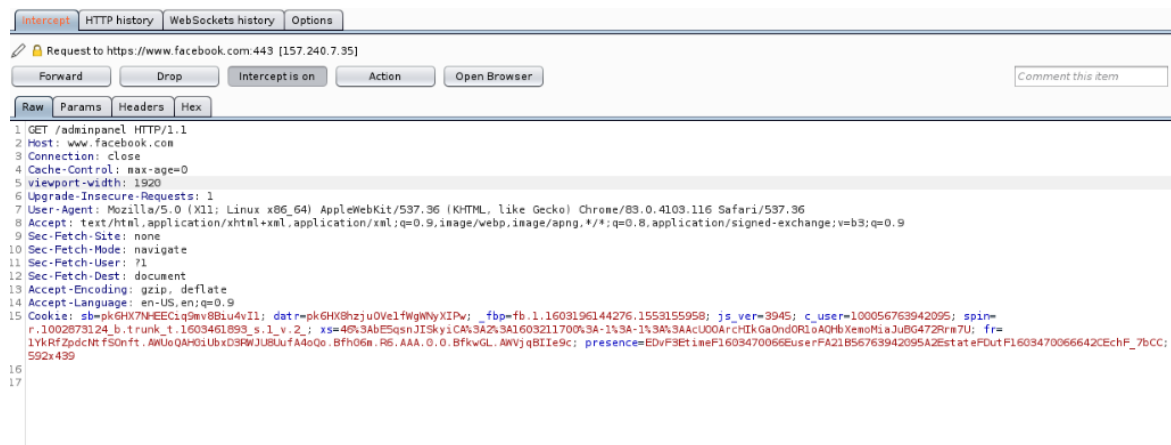 Intercept HTTP history WebSockets history Options
Request to https://www.facebook.com:443 [157.240.7.35]
Forward Drop Intercept is on Action Open Browser Comment this item
Raw Params Headers Hex
1 GET /adminpanel HTTP/1.1
2 Host: www.facebook.com
3 Connection: close
4 Cache-Control: max-age=0
5 viewport-width: 1920
6 Upgrade-Insecure-Requests: 1
7 User-Agent: Mozilla/5.0 (X11; Linux x86_64) AppleWebKit/537.36 (KHTML, like Gecko) Chrome/83.0.4103.116 Safari/537.36
8 Accept: text/html,application/xhtml+xml,application/xml;q=0.9,image/webp,image/apng,*/*;q=0.8,application/signed-exchange;v=b3;q=0.9
9 Sec-Fetch-Site: none
10 Sec-Fetch-Mode: navigate
11 Sec-Fetch-User: ?1
12 Sec-Fetch-Dest: document
13 Accept-Encoding: gzip, deflate
14 Accept-Language: en-US,en;q=0.9
15 Cookie: sb=pk6HX7NHEECiq9mv8Biu4vI1; datr=pk6HX8hzjuOVe1fWgWNyXIPw; _fbp=fb.1.1603196144276.1553155958; js_ver=3945; c_user=100056763942095; spin=
r.1002873124_b.trunk_t.1603461893_s.1_v.2_; xs=46%3AbE5qsnJISkyiCA%3A2%3A1603211700%3A-1%3A-1%3A%3AAcUOOArcHIkGaOndOR1oAQHbXemoMiaJuBG472Rrm7U; fr=
1YkRfZpdcNtfSOnft.AWUoQAHOiUbxD3RWJU8UufA4oQo.Bfh06m.R6.AAA.0.0.BfkwGL.AWVjqBIIe9c; presence=EDvF3EtimeF1603470066EuserFA21B56763942095A2EstateFDutF1603470066642CEchF_7bCC;
592x439
16
17